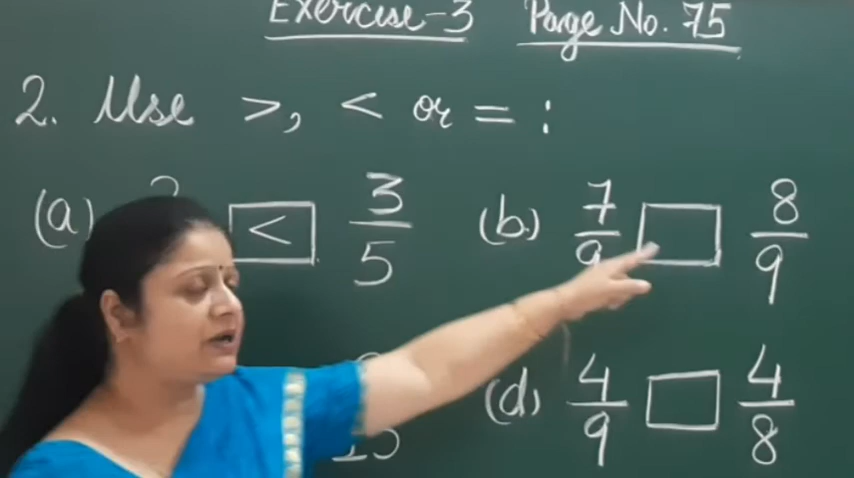 Exercise-3 Page No. 75
2. Use >, < or = :
(a) < 3/5 (b) 7/9 □ 8/9
(d) 4/9 □ 4/8